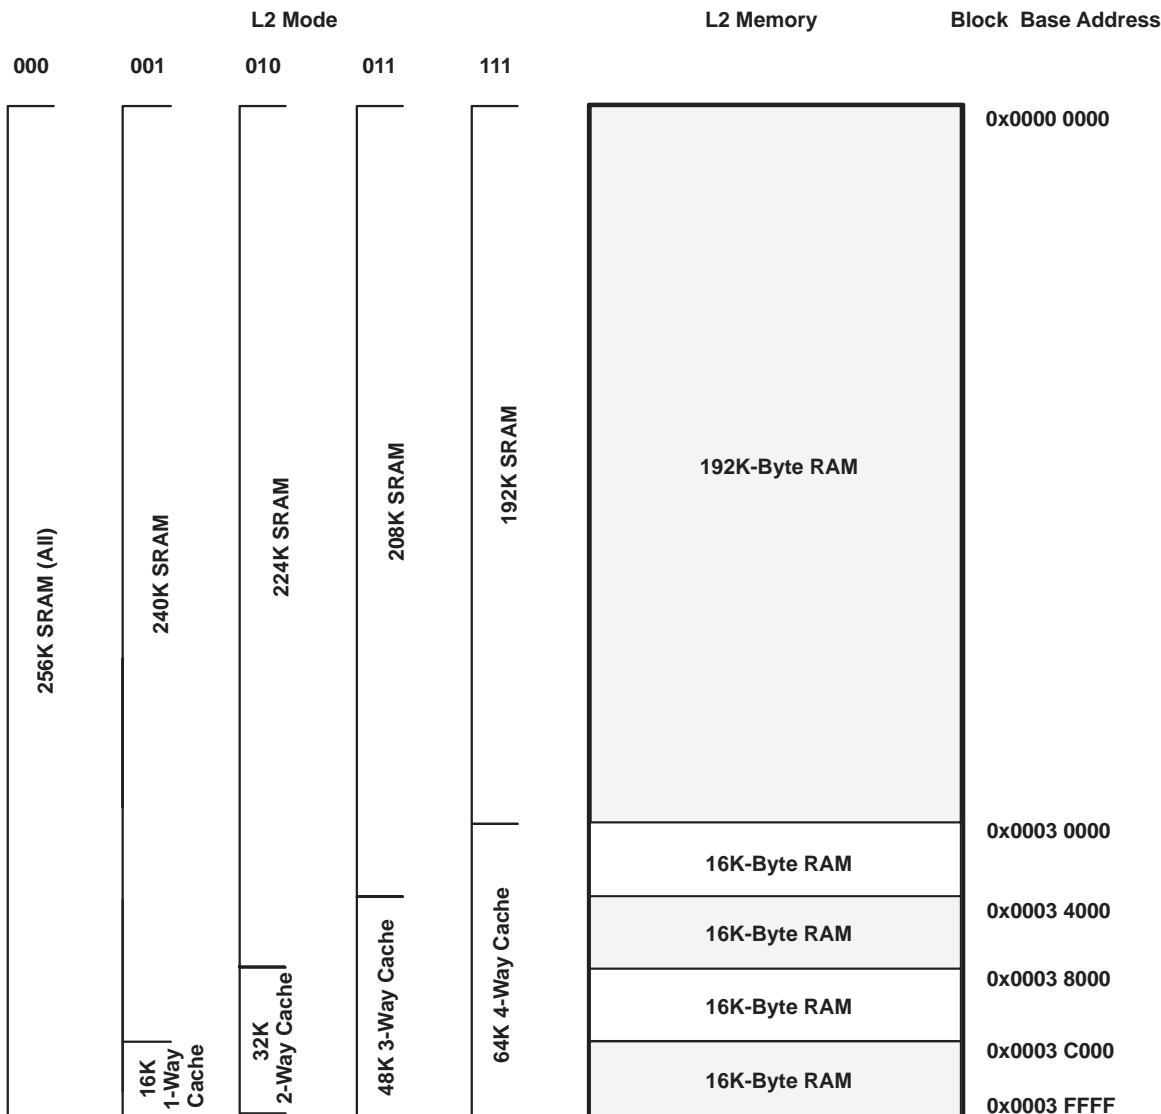 L2 Mode
L2 Memory
Block Base Address
000
001
010
011
111
0x0000 0000
256K SRAM (All)
240K SRAM
224K SRAM
208K SRAM
192K SRAM
192K-Byte RAM
0x0003 0000
16K-Byte RAM
0x0003 4000
16K-Byte RAM
0x0003 8000
16K-Byte RAM
0x0003 C000
16K-Byte RAM
0x0003 FFFF
16K
1-Way
Cache
32K
2-Way Cache
48K 3-Way Cache
64K 4-Way Cache